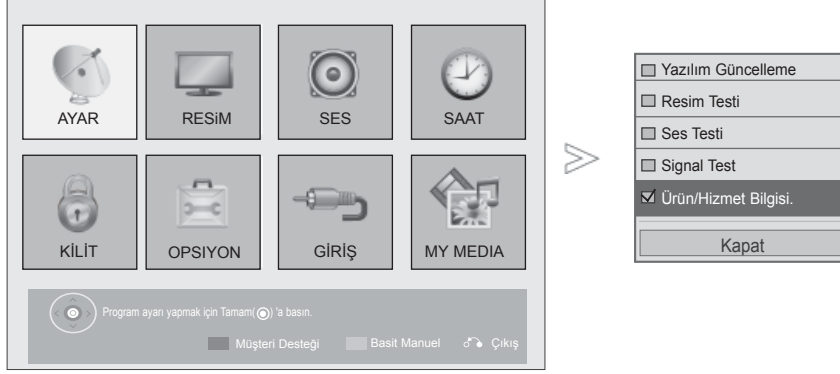 AYAR
RESiM
SES
SAAT
KİLİT
OPSIYON
GİRİŞ
MY MEDIA
Program ayarı yapmak için Tamam(◉) 'a basın.
Müşteri Desteği
Basit Manuel
Çıkış
Yazılım Güncelleme
Resim Testi
Ses Testi
Signal Test
Ürün/Hizmet Bilgisi.
Kapat